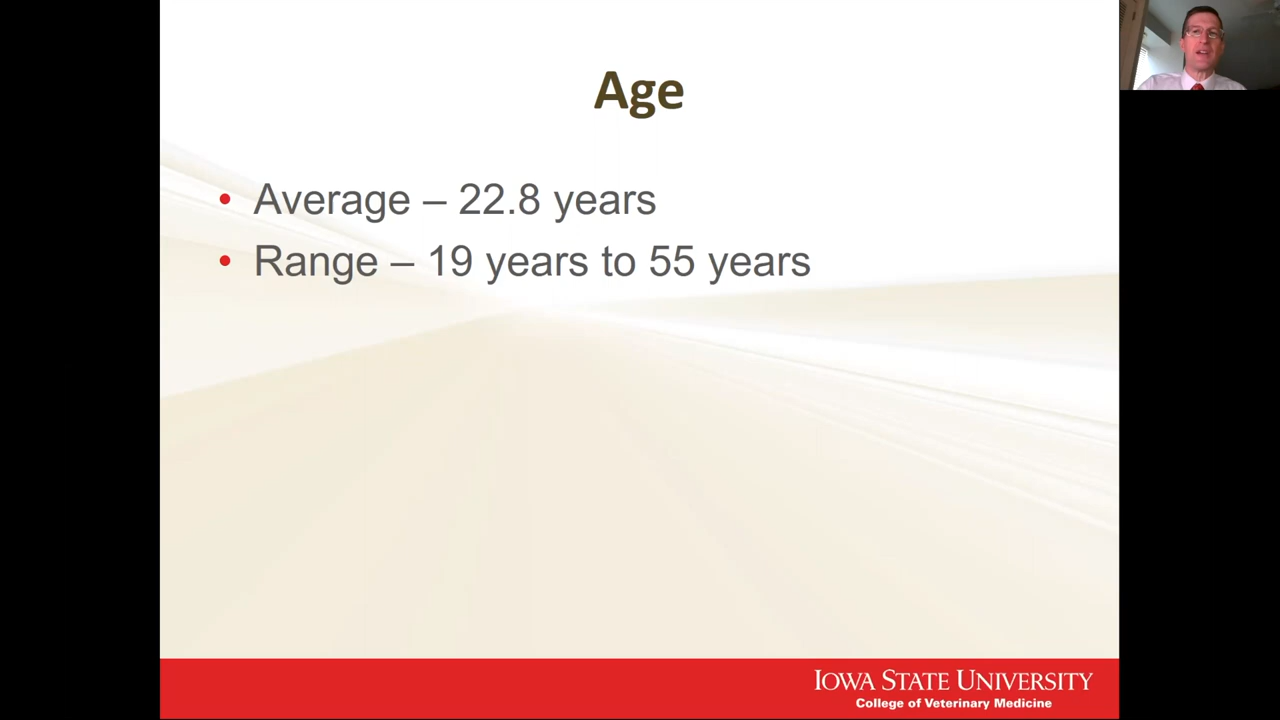 Age
• Average – 22.8 years
• Range – 19 years to 55 years
IOWA STATE UNIVERSITY
College of Veterinary Medicine